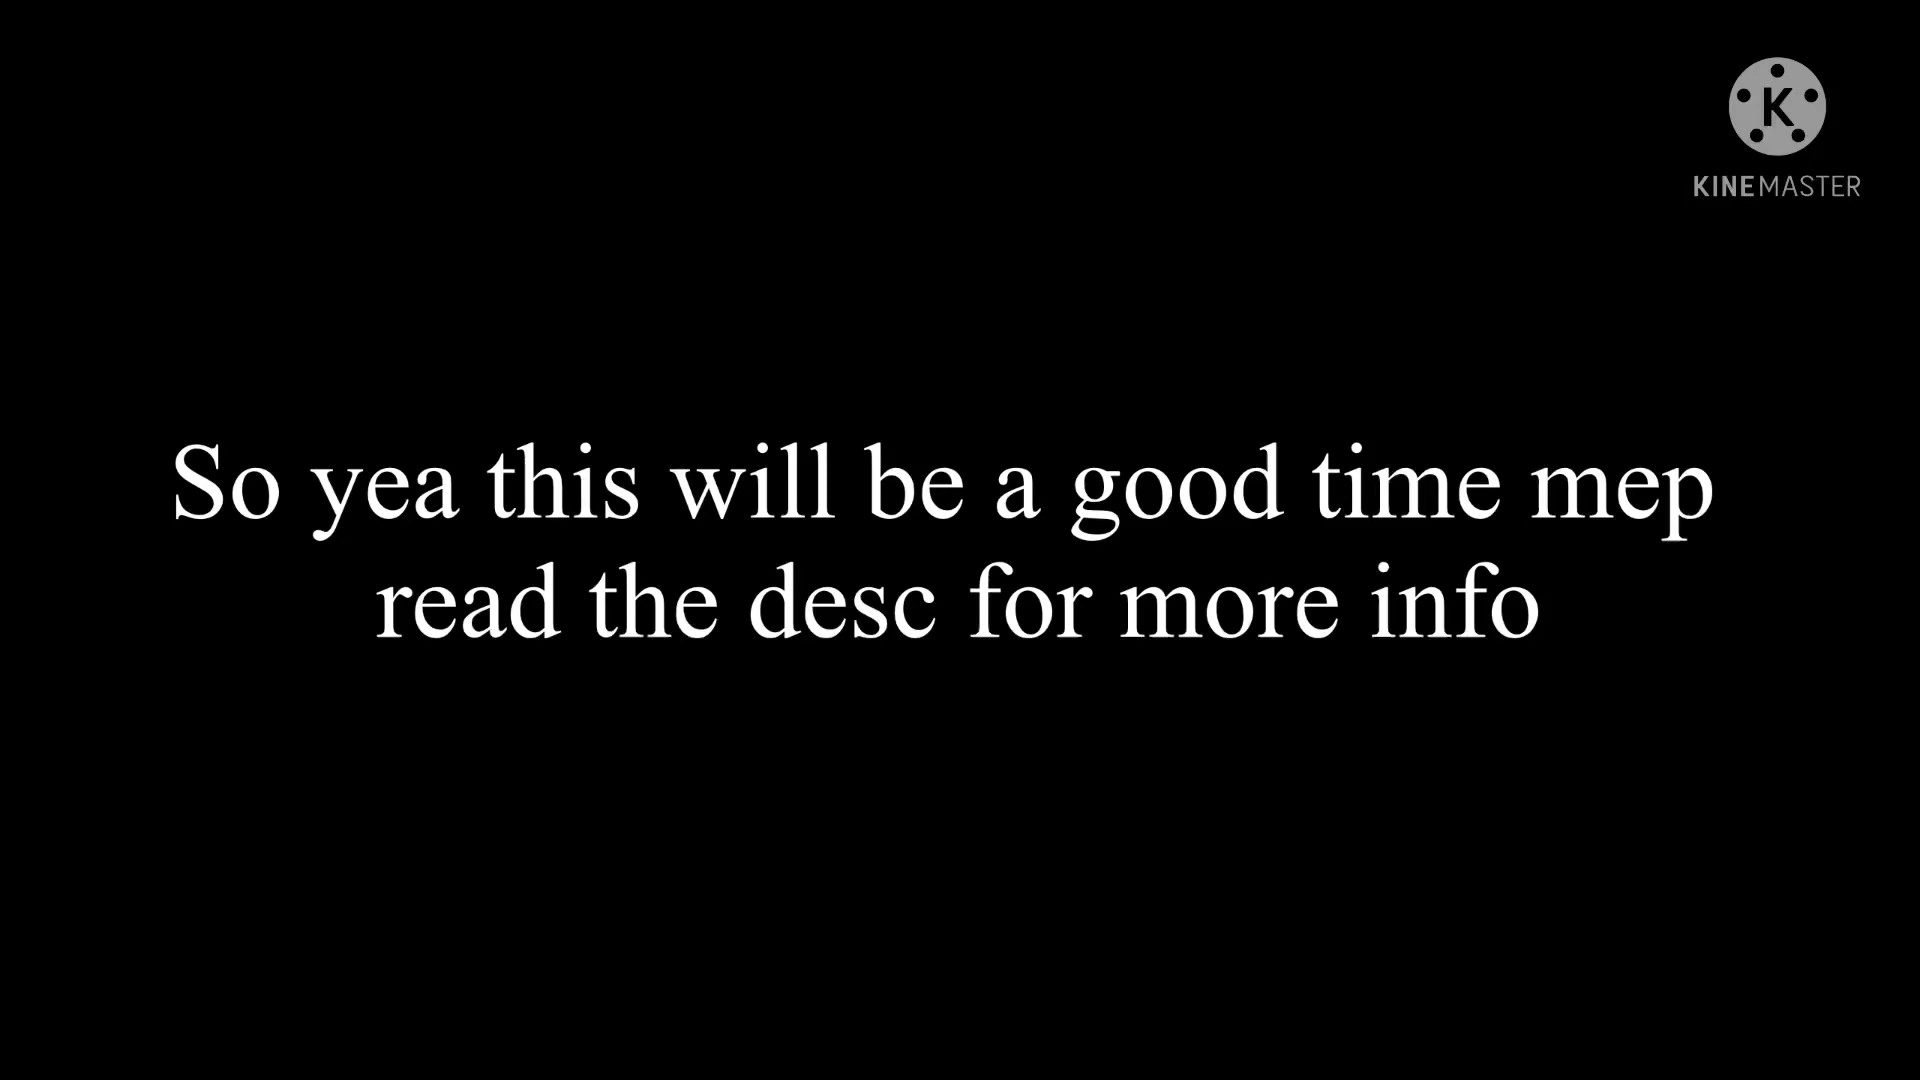 K
KINEMASTER
So yea this will be a good time mep
read the desc for more info